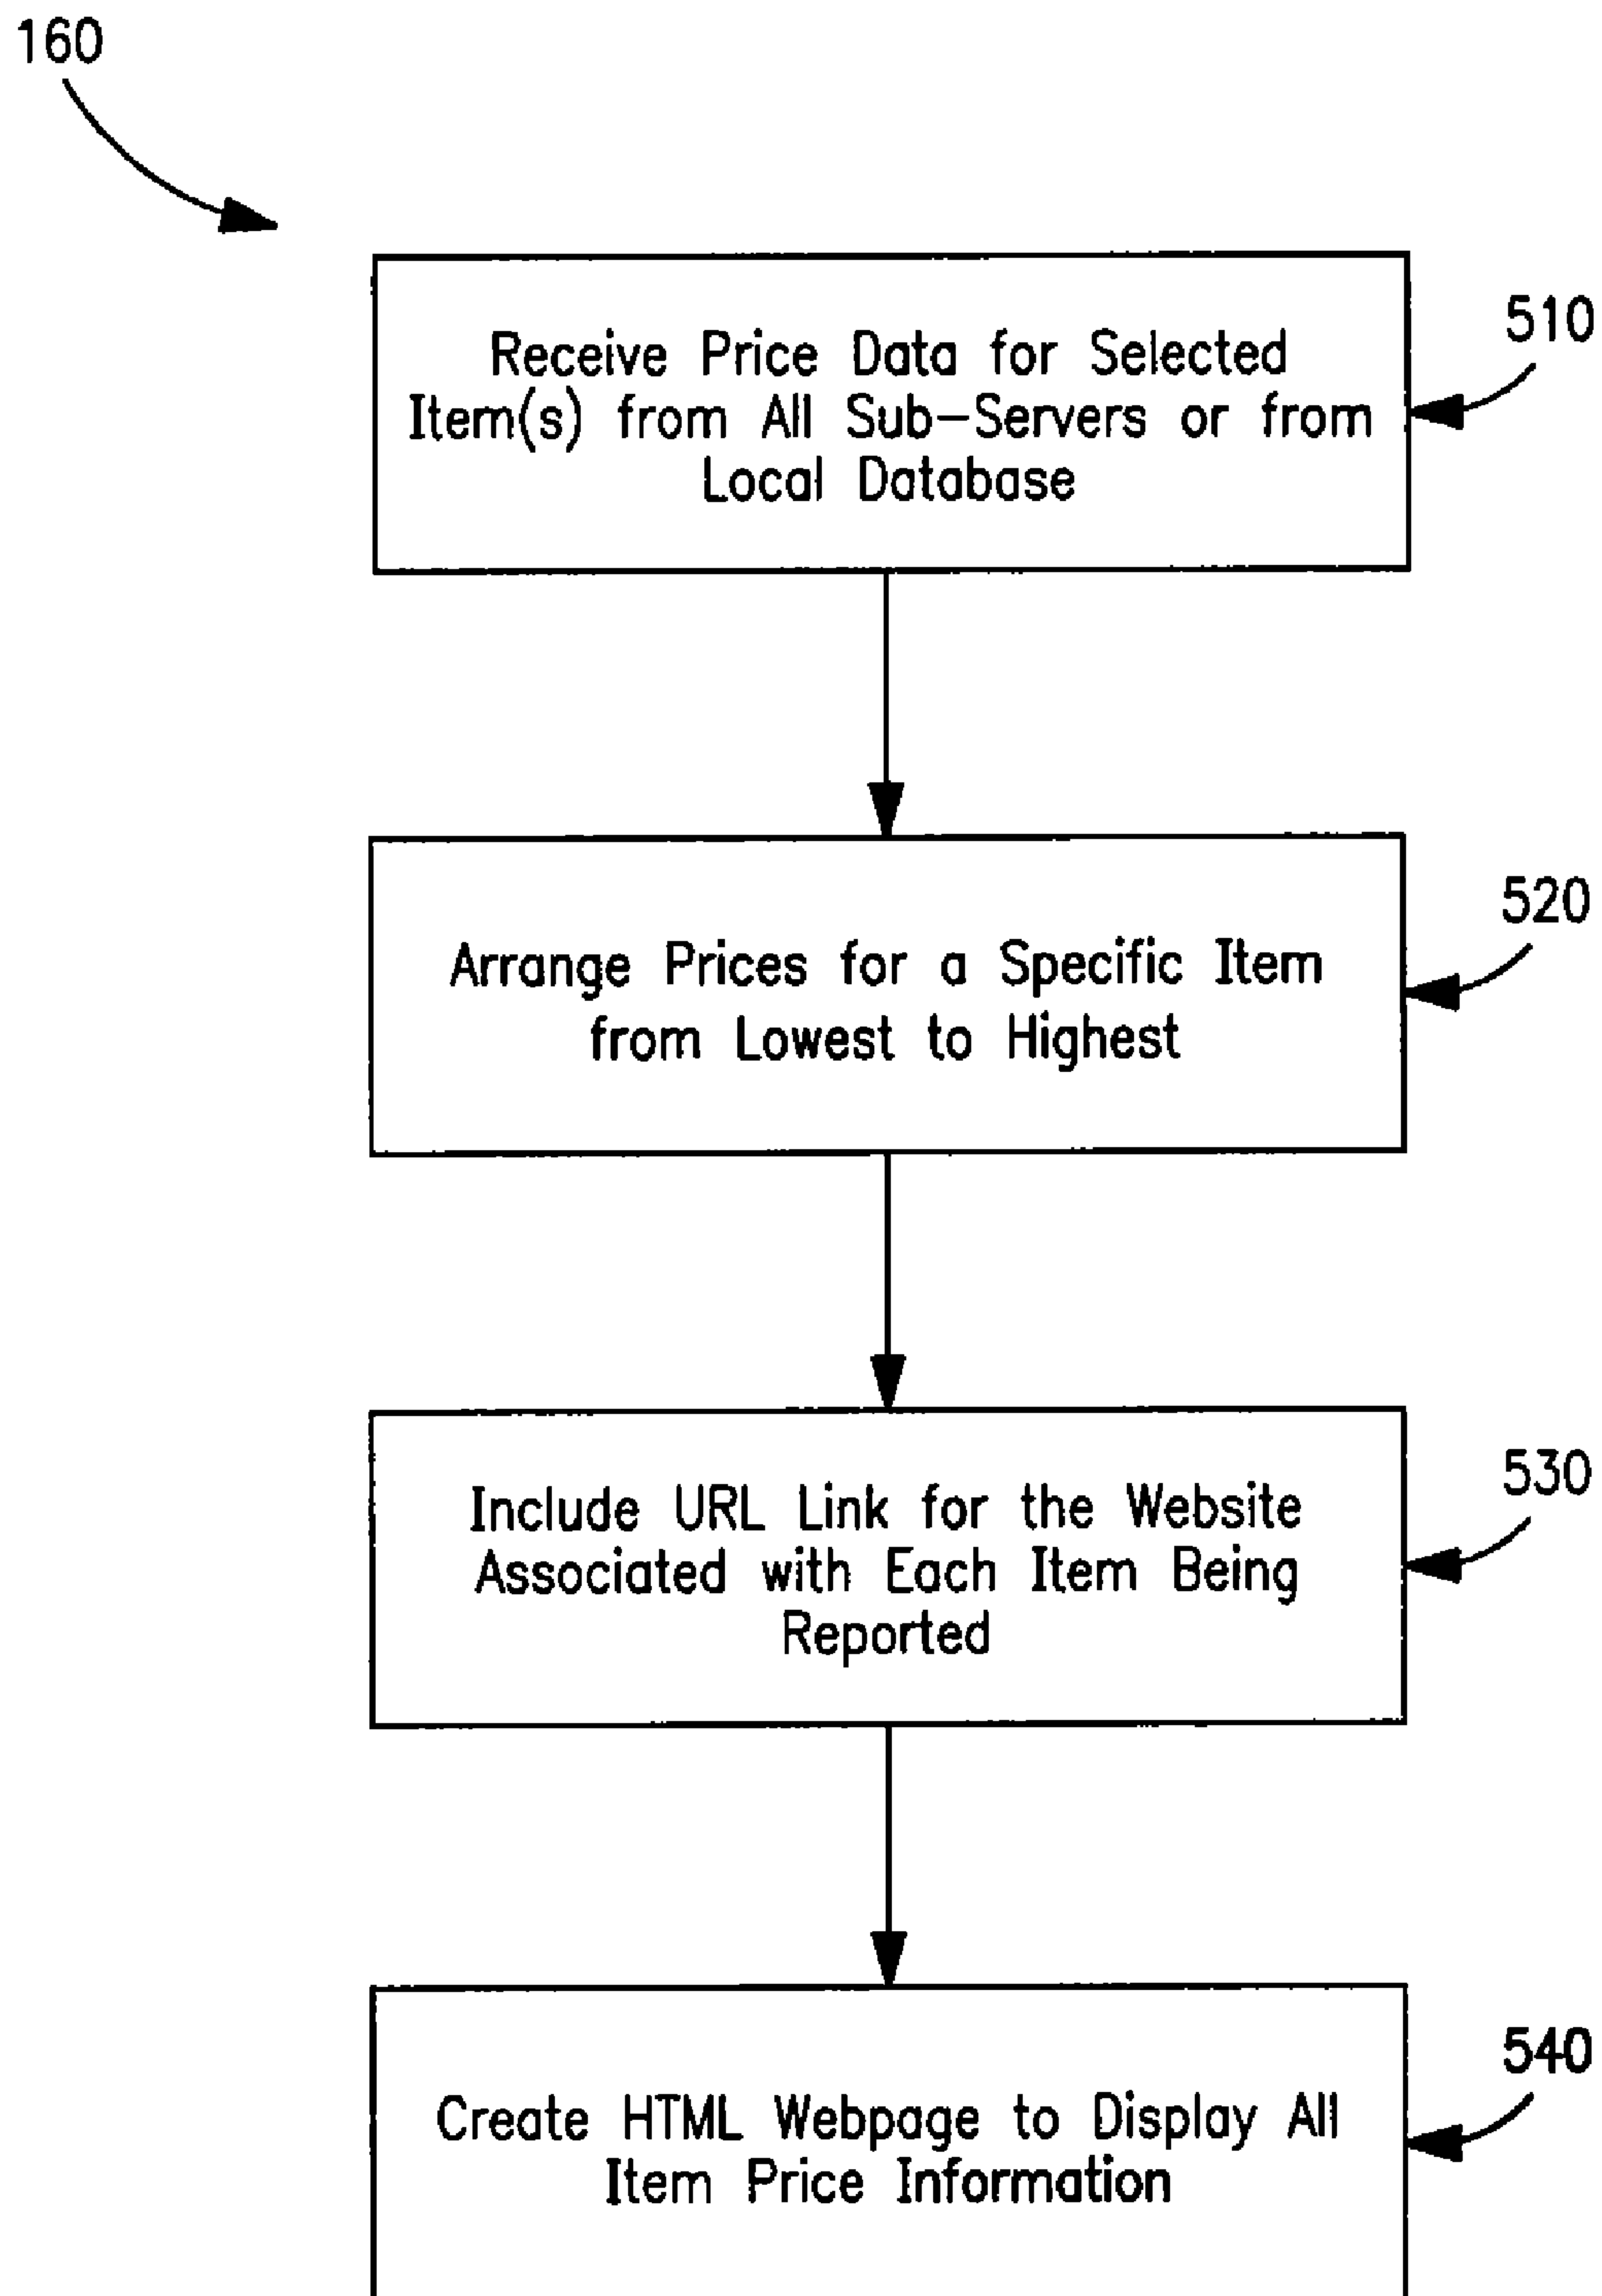 160
Receive Price Data for Selected
Item(s) from All Sub-Servers or from
Local Database
510
Arrange Prices for a Specific Item
from Lowest to Highest
520
Include URL Link for the Website
Associated with Each Item Being
Reported
530
Create HTML Webpage to Display All
Item Price Information
540